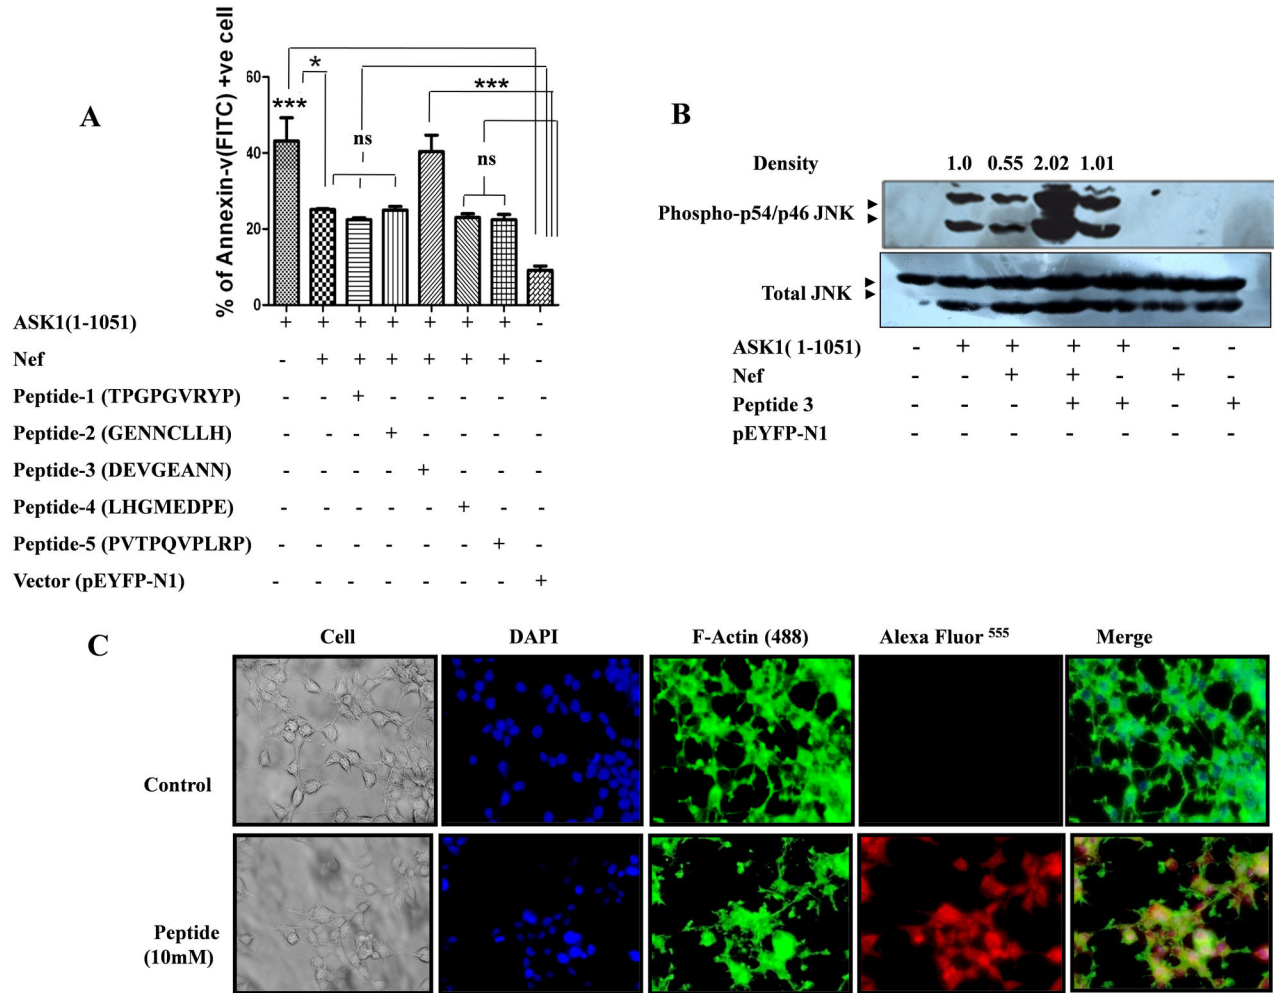 A
% of Annexin-v(FITC) +ve cell
60
40
20
0
***
*
ns
***
ns
ASK1(1-1051) + + + + + + + -
Nef - + + + + + + -
Peptide-1 (TPGPGVRYP) - - + - - - - -
Peptide-2 (GENNCLLH) - - - + - - - -
Peptide-3 (DEVGEANN) - - - - + - - -
Peptide-4 (LHGMEDPE) - - - - - + - -
Peptide-5 (PVTPQVPLRP) - - - - - - + -
Vector (pEYFP-N1) - - - - - - - +
B
Density 1.0 0.55 2.02 1.01
Phospho-p54/p46 JNK
Total JNK
ASK1( 1-1051) - + + + + - -
Nef - - + + - + -
Peptide 3 - - - + + - +
pEYFP-N1 - - - - - - -
C
Cell DAPI F-Actin (488) Alexa Fluor 555 Merge
Control
Peptide
(10mM)